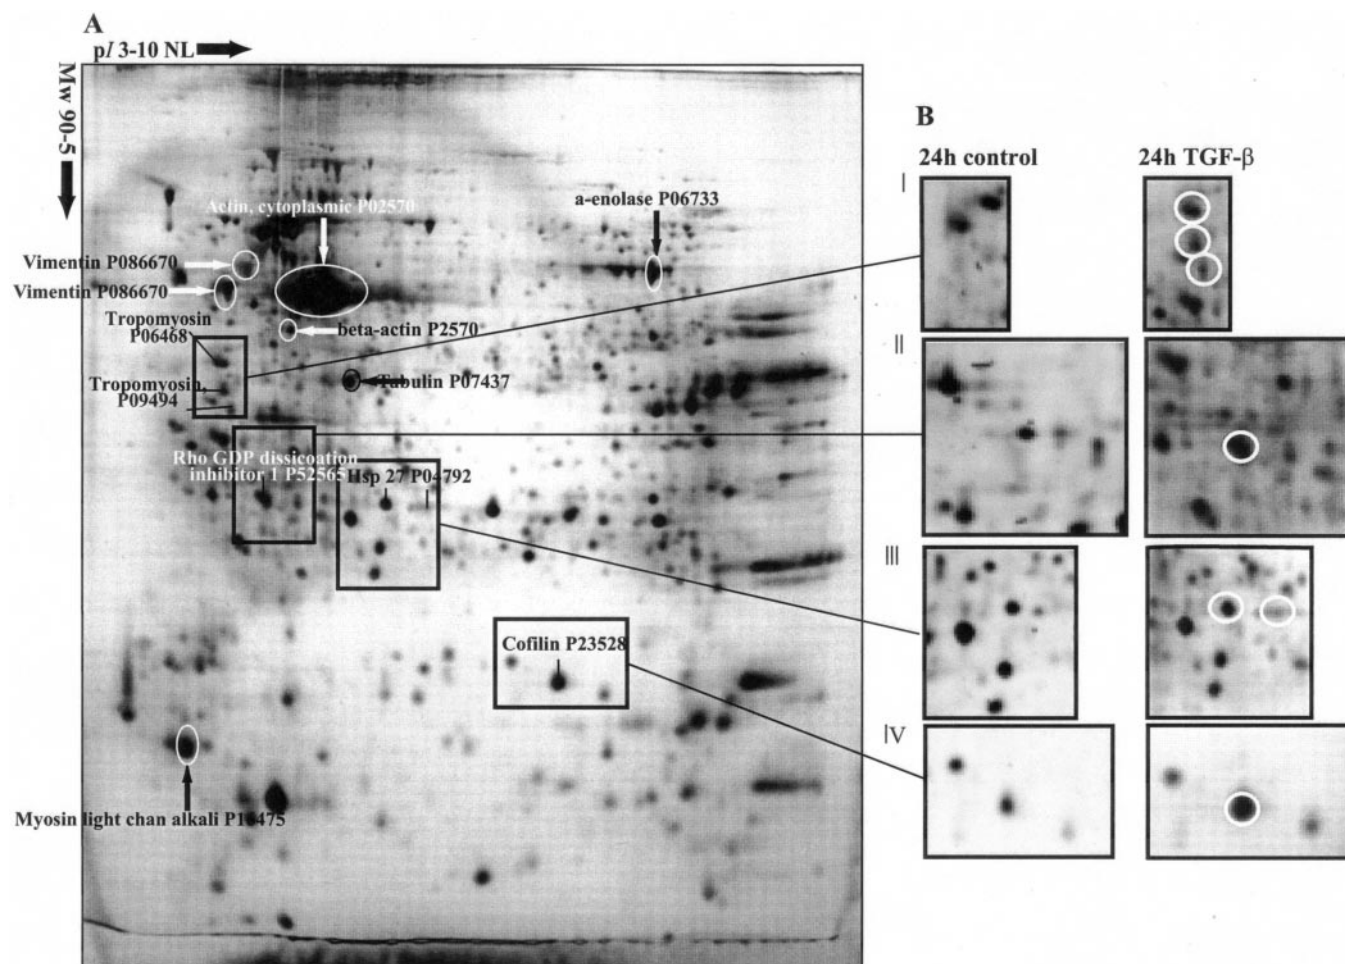 A
pI 3-10 NL
Mw 90-5
B
24h control
24h TGF-β
I
Actin, cytoplasmic P02570
a-enolase P06733
Vimentin P086670
Vimentin P086670
Tropomyosin
P06468
beta-actin P2570
II
Tropomyosin,
P09494
Tubulin P07437
Rho GDP dissicoation
inhibitor 1 P52565
Hsp 27 P04792
III
Cofilin P23528
IV
Myosin light chan alkali P16475